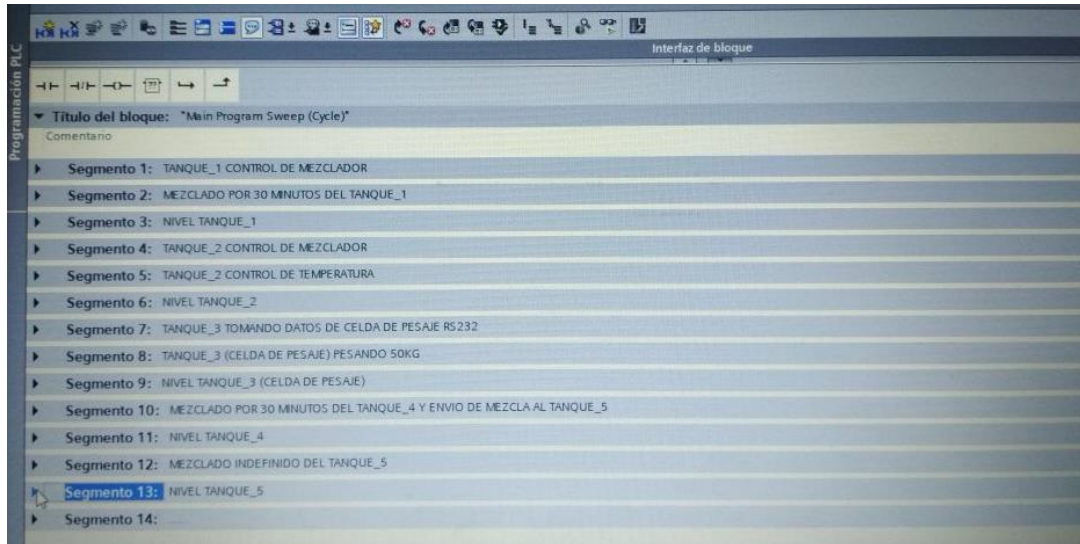 Interfaz de bloque
Programación PLC
Título del bloque: "Main Program Sweep (Cycle)"
Comentario
Segmento 1: TANQUE_1 CONTROL DE MEZCLADOR
Segmento 2: MEZCLADO POR 30 MINUTOS DEL TANQUE_1
Segmento 3: NIVEL TANQUE_1
Segmento 4: TANQUE_2 CONTROL DE MEZCLADOR
Segmento 5: TANQUE_2 CONTROL DE TEMPERATURA
Segmento 6: NIVEL TANQUE_2
Segmento 7: TANQUE_3 TOMANDO DATOS DE CELDA DE PESAJE RS232
Segmento 8: TANQUE_3 (CELDA DE PESAJE) PESANDO 50KG
Segmento 9: NIVEL TANQUE_3 (CELDA DE PESAJE)
Segmento 10: MEZCLADO POR 30 MINUTOS DEL TANQUE_4 Y ENVIO DE MEZCLA AL TANQUE_5
Segmento 11: NIVEL TANQUE_4
Segmento 12: MEZCLADO INDEFINIDO DEL TANQUE_5
Segmento 13: NIVEL TANQUE_5
Segmento 14: